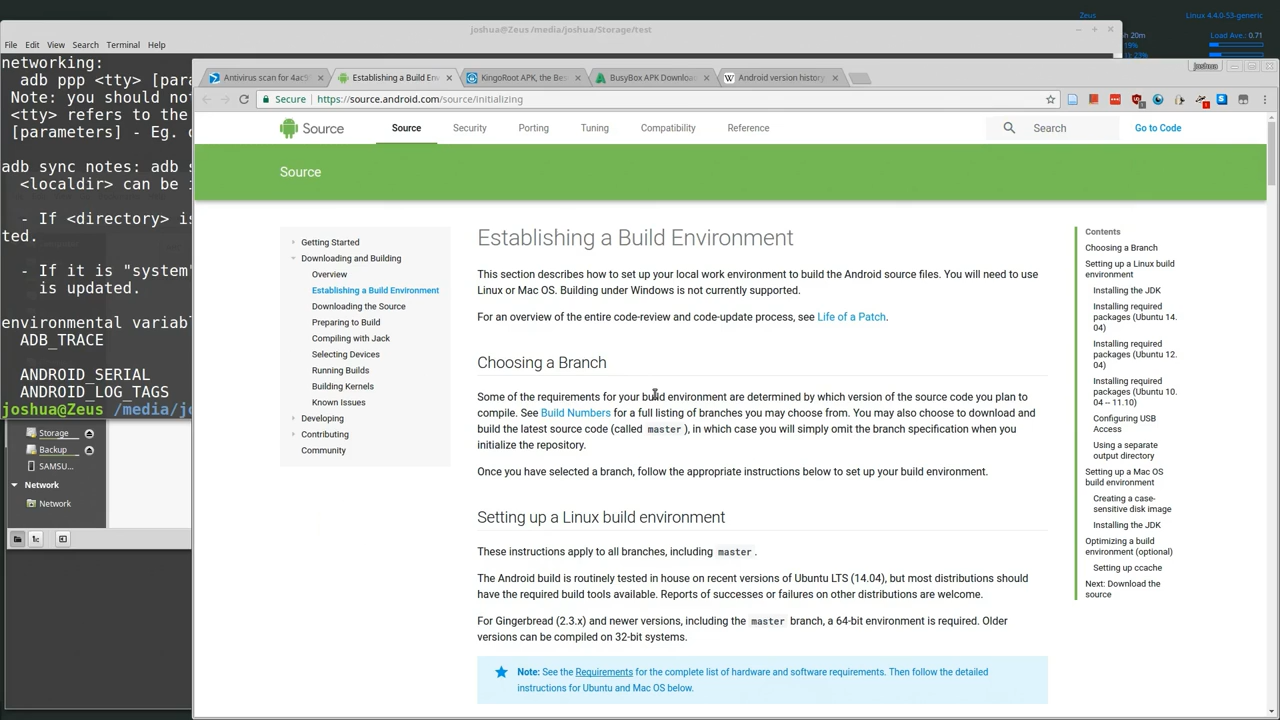 Zeus
Linux 4.4.0-53-generic
joshua@Zeus/media/joshua/Storage/test
0h 20m
Load Ave.: 0.71
19%
1%: 23%
File Edit View Search Terminal Help
networking:
adb ppp <tty> [para
Note: you should not
<tty> refers to the
[parameters] - Eg. d
adb sync notes: adb s
<localdir> can be i
- If <directory> is
ted.
- If it is "system"
is updated.
environmental variabl
ADB_TRACE
ANDROID_SERIAL
ANDROID_LOG_TAGS
joshua@Zeus /media/jo
Storage
Backup
SAMSU...
Network
Network
joshua
Antivirus scan for 4ac9
Establishing a Build Env
KingoRoot APK, the Bes
BusyBox APK Downloa
Android version history
Secure https://source.android.com/source/initializing
Source Source Security Porting Tuning Compatibility Reference Search Go to Code
Source
Getting Started
Downloading and Building
Overview
Establishing a Build Environment
Downloading the Source
Preparing to Build
Compiling with Jack
Selecting Devices
Running Builds
Building Kernels
Known Issues
Developing
Contributing
Community
Establishing a Build Environment
This section describes how to set up your local work environment to build the Android source files. You will need to use
Linux or Mac OS. Building under Windows is not currently supported.
For an overview of the entire code-review and code-update process, see Life of a Patch.
Choosing a Branch
Some of the requirements for your build environment are determined by which version of the source code you plan to
compile. See Build Numbers for a full listing of branches you may choose from. You may also choose to download and
build the latest source code (called master), in which case you will simply omit the branch specification when you
initialize the repository.
Once you have selected a branch, follow the appropriate instructions below to set up your build environment.
Setting up a Linux build environment
These instructions apply to all branches, including master.
The Android build is routinely tested in house on recent versions of Ubuntu LTS (14.04), but most distributions should
have the required build tools available. Reports of successes or failures on other distributions are welcome.
For Gingerbread (2.3.x) and newer versions, including the master branch, a 64-bit environment is required. Older
versions can be compiled on 32-bit systems.
Note: See the Requirements for the complete list of hardware and software requirements. Then follow the detailed
instructions for Ubuntu and Mac OS below.
Contents
Choosing a Branch
Setting up a Linux build
environment
Installing the JDK
Installing required
packages (Ubuntu 14.
04)
Installing required
packages (Ubuntu 12.
04)
Installing required
packages (Ubuntu 10.
04 -- 11.10)
Configuring USB
Access
Using a separate
output directory
Setting up a Mac OS
build environment
Creating a case-
sensitive disk image
Installing the JDK
Optimizing a build
environment (optional)
Setting up ccache
Next: Download the
source